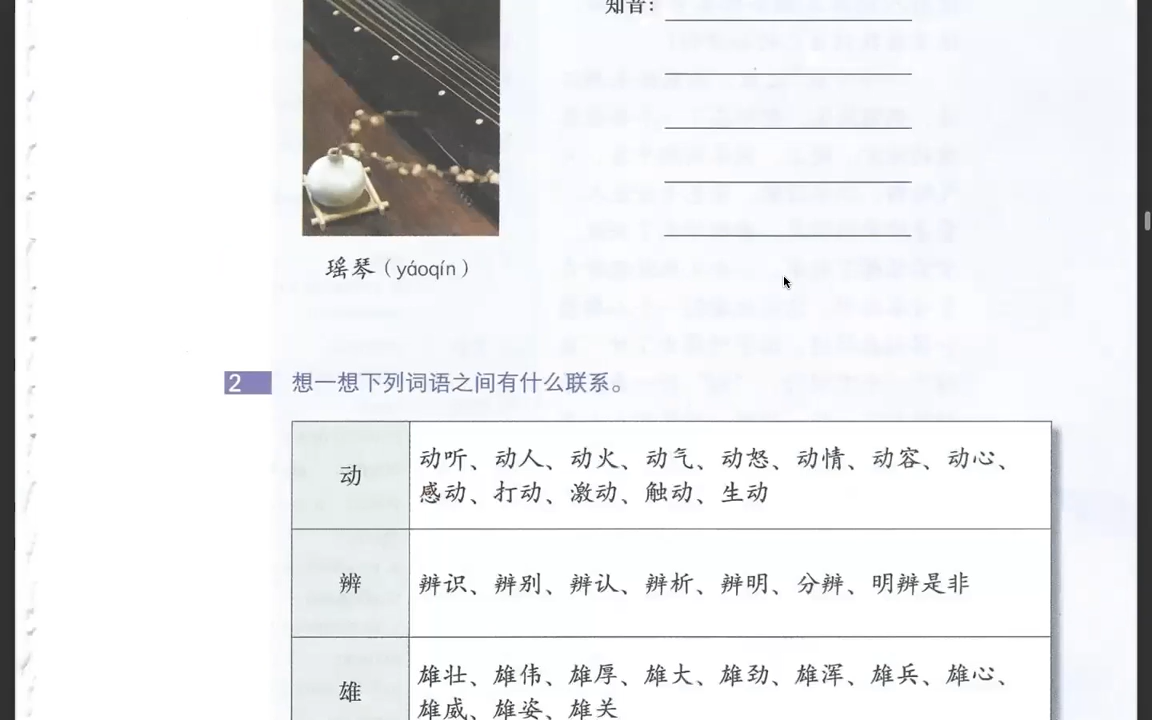 知音：
瑶琴（yáoqín）
2 想一想下列词语之间有什么联系。
动
动听、动人、动火、动气、动怒、动情、动容、动心、
感动、打动、激动、触动、生动
辨
辨识、辨别、辨认、辨析、辨明、分辨、明辨是非
雄
雄壮、雄伟、雄厚、雄大、雄劲、雄浑、雄兵、雄心、
雄威、雄姿、雄关